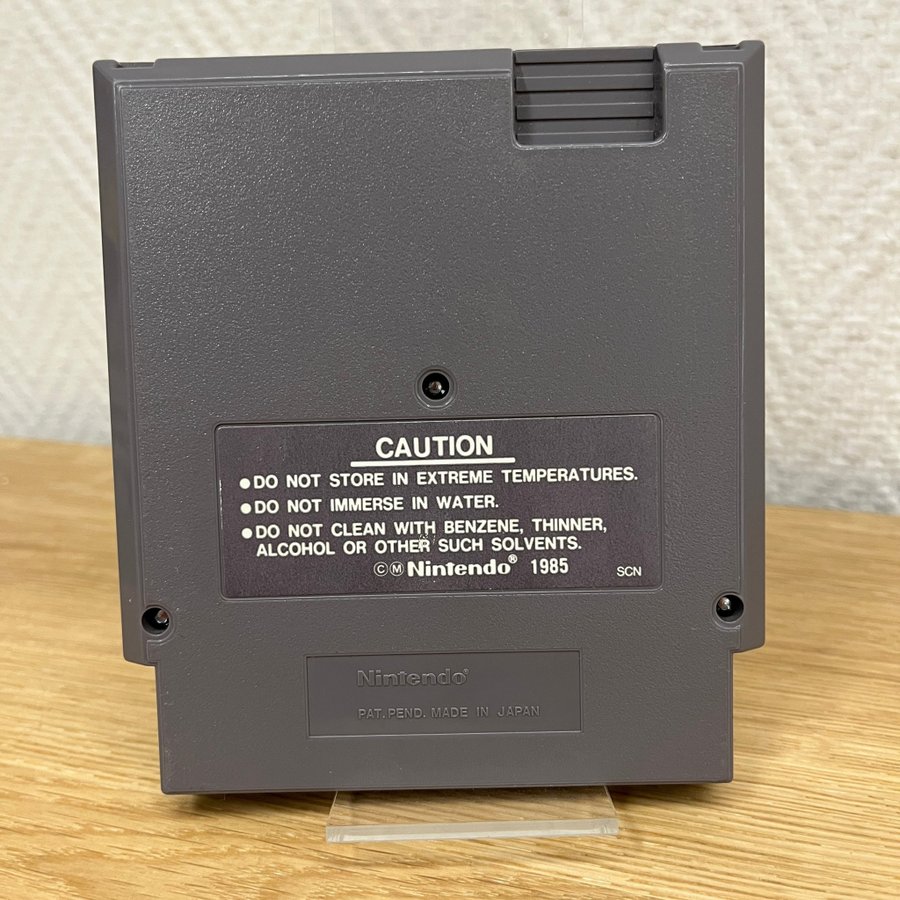 CAUTION
●DO NOT STORE IN EXTREME TEMPERATURES.
●DO NOT IMMERSE IN WATER.
●DO NOT CLEAN WITH BENZENE, THINNER,
ALCOHOL OR OTHER SUCH SOLVENTS.
ⒸⓂNintendo® 1985 SCN
Nintendo®
PAT.PEND. MADE IN JAPAN